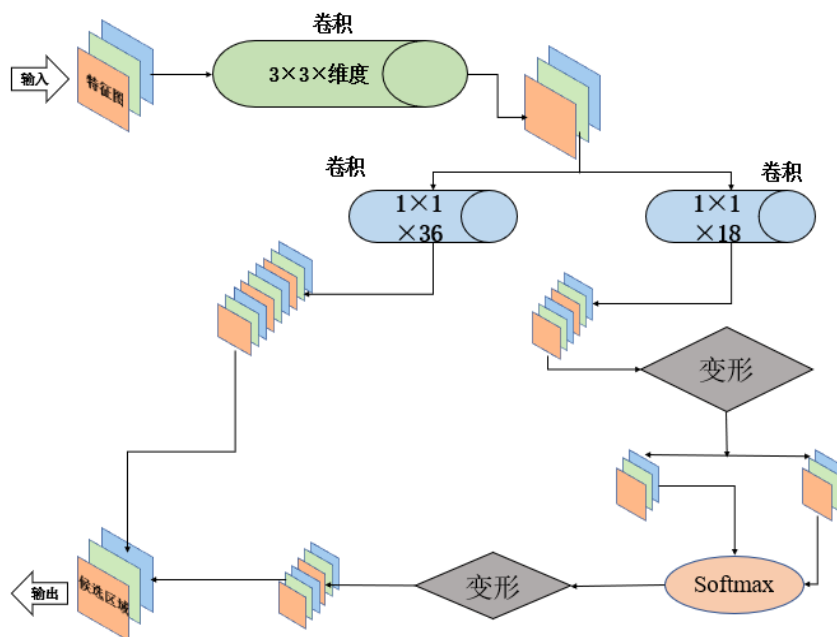 卷积
输入
特征图
3×3×维度
卷积
卷积
1×1
×36
1×1
×18
变形
候选区域
输出
变形
Softmax